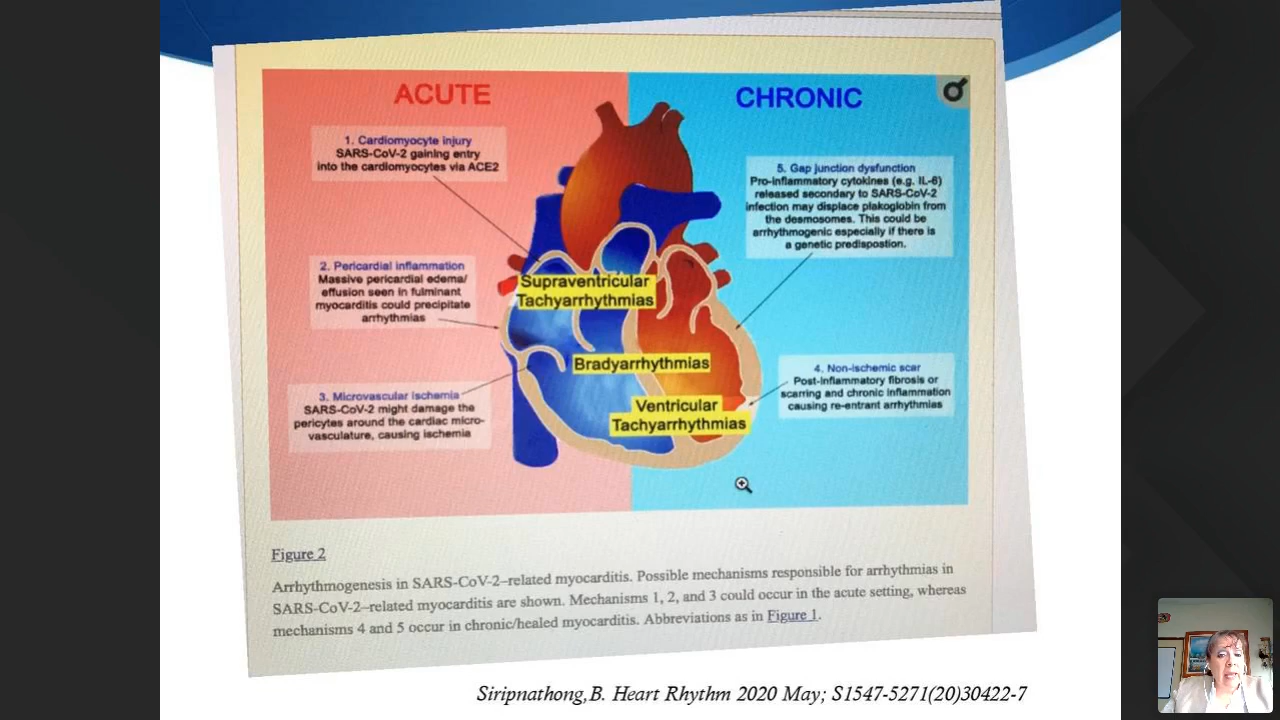 ACUTE
CHRONIC
1. Cardiomyocyte injury
SARS-CoV-2 gaining entry
into the cardiomyocytes via ACE2
2. Pericardial inflammation
Massive pericardial edema/
effusion seen in fulminant
myocarditis could precipitate
arrhythmias
3. Microvascular ischemia
SARS-CoV-2 might damage the
pericytes around the cardiac micro-
vasculature, causing ischemia
Supraventricular
Tachyarrhythmias
Bradyarrhythmias
Ventricular
Tachyarrhythmias
5. Gap junction dysfunction
Pro-inflammatory cytokines (e.g. IL-6)
released secondary to SARS-CoV-2
infection may displace plakoglobin from
the desmosomes. This could be
arrhythmogenic especially if there is
a genetic predispostion.
4. Non-ischemic scar
Post-inflammatory fibrosis or
scarring and chronic inflammation
causing re-entrant arrhythmias
Figure 2
Arrhythmogenesis in SARS-CoV-2–related myocarditis. Possible mechanisms responsible for arrhythmias in
SARS-CoV-2–related myocarditis are shown. Mechanisms 1, 2, and 3 could occur in the acute setting, whereas
mechanisms 4 and 5 occur in chronic/healed myocarditis. Abbreviations as in Figure 1.
Siripnathong,B. Heart Rhythm 2020 May; S1547-5271(20)30422-7